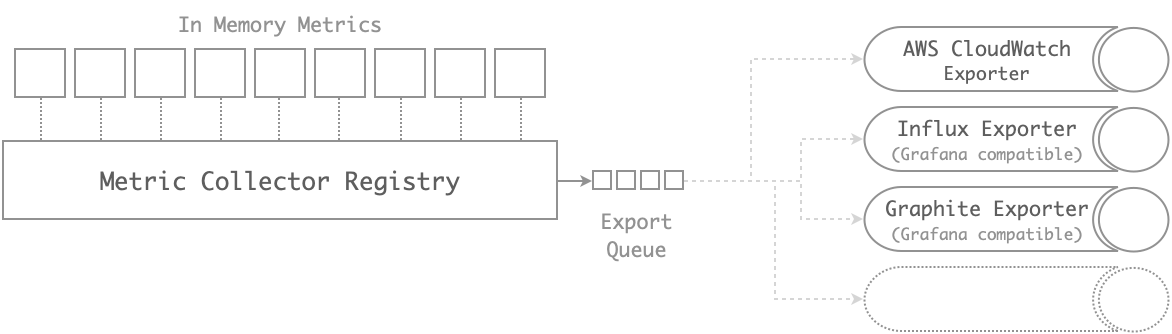 In Memory Metrics
Metric Collector Registry
Export
Queue
AWS CloudWatch
Exporter
Influx Exporter
(Grafana compatible)
Graphite Exporter
(Grafana compatible)